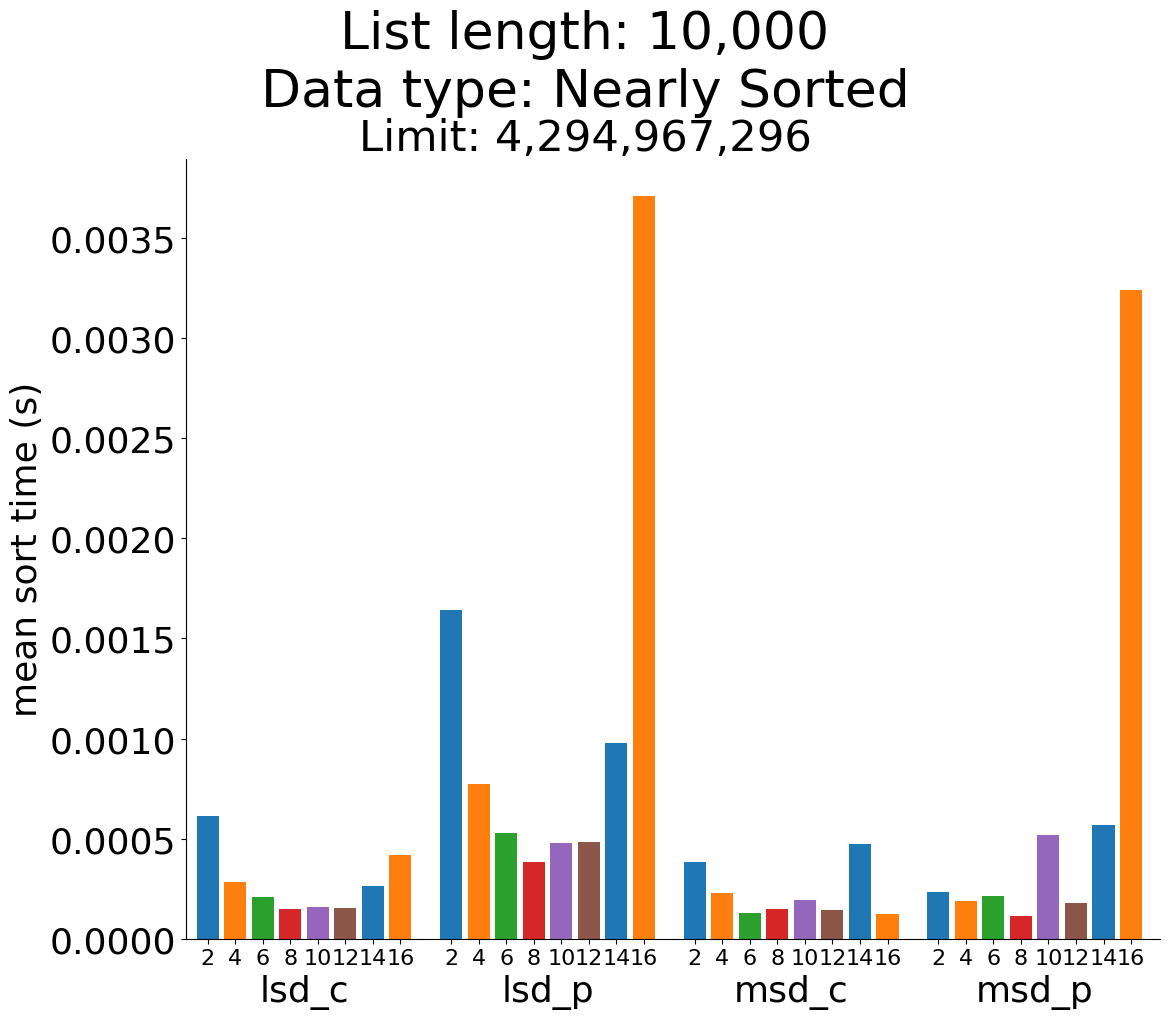 List length: 10,000
Data type: Nearly Sorted
Limit: 4,294,967,296
mean sort time (s)
0.0035
0.0030
0.0025
0.0020
0.0015
0.0010
0.0005
0.0000
2 4 6 8 10 12 14 16 2 4 6 8 10 12 14 16 2 4 6 8 10 12 14 16 2 4 6 8 10 12 14 16
lsd_c lsd_p msd_c msd_p